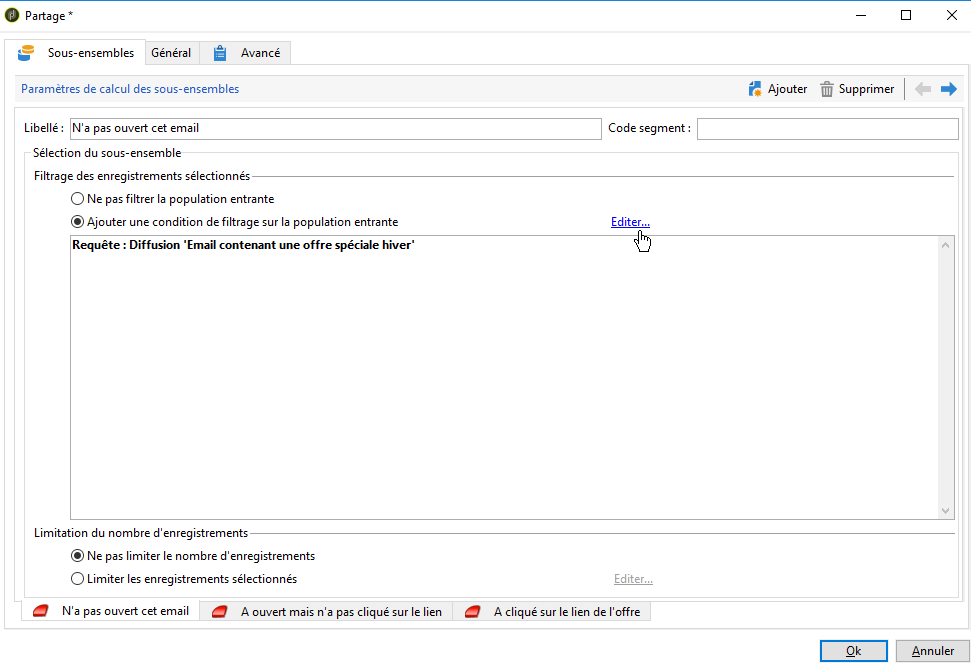 Partage *
Sous-ensembles Général Avancé
Paramètres de calcul des sous-ensembles Ajouter Supprimer
Libellé : N'a pas ouvert cet email Code segment :
Sélection du sous-ensemble
Filtrage des enregistrements sélectionnés
Ne pas filtrer la population entrante
Ajouter une condition de filtrage sur la population entrante Editer...
Requête : Diffusion 'Email contenant une offre spéciale hiver'
Limitation du nombre d'enregistrements
Ne pas limiter le nombre d'enregistrements
Limiter les enregistrements sélectionnés Editer...
N'a pas ouvert cet email A ouvert mais n'a pas cliqué sur le lien A cliqué sur le lien de l'offre
Ok Annuler